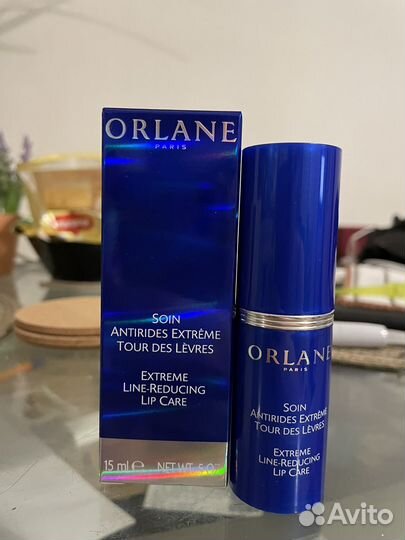 ORLANE
PARIS
SOIN
ANTIRIDES EXTRÊME
TOUR DES LÈVRES
EXTREME
LINE-REDUCING
LIP CARE
15 ml ℮ NET WT. .5 OZ.
ORLANE
PARIS
SOIN
ANTIRIDES EXTRÊME
TOUR DES LÈVRES
EXTREME
LINE-REDUCING
LIP CARE
Avito